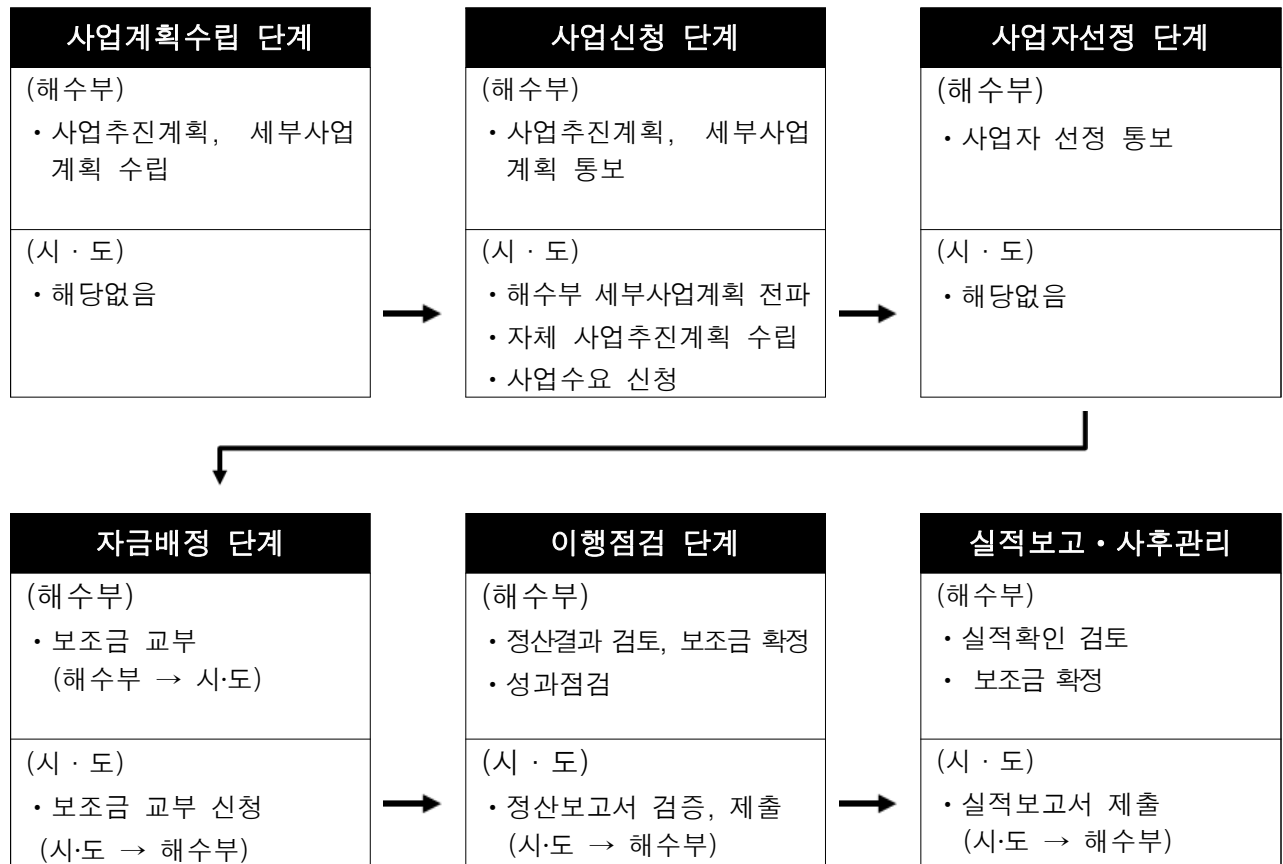 사업계획수립 단계
(해수부)
・사업추진계획, 세부사업
계획 수립
(시 · 도)
・해당없음
사업신청 단계
(해수부)
・사업추진계획, 세부사업
계획 통보
(시 · 도)
・해수부 세부사업계획 전파
・자체 사업추진계획 수립
・사업수요 신청
사업자선정 단계
(해수부)
・사업자 선정 통보
(시 · 도)
・해당없음
자금배정 단계
(해수부)
・보조금 교부
(해수부 → 시·도)
(시 · 도)
・보조금 교부 신청
(시·도 → 해수부)
이행점검 단계
(해수부)
・정산결과 검토, 보조금 확정
・성과점검
(시 · 도)
・정산보고서 검증, 제출
(시·도 → 해수부)
실적보고・사후관리
(해수부)
・실적확인 검토
・ 보조금 확정
(시 · 도)
・실적보고서 제출
(시·도 → 해수부)